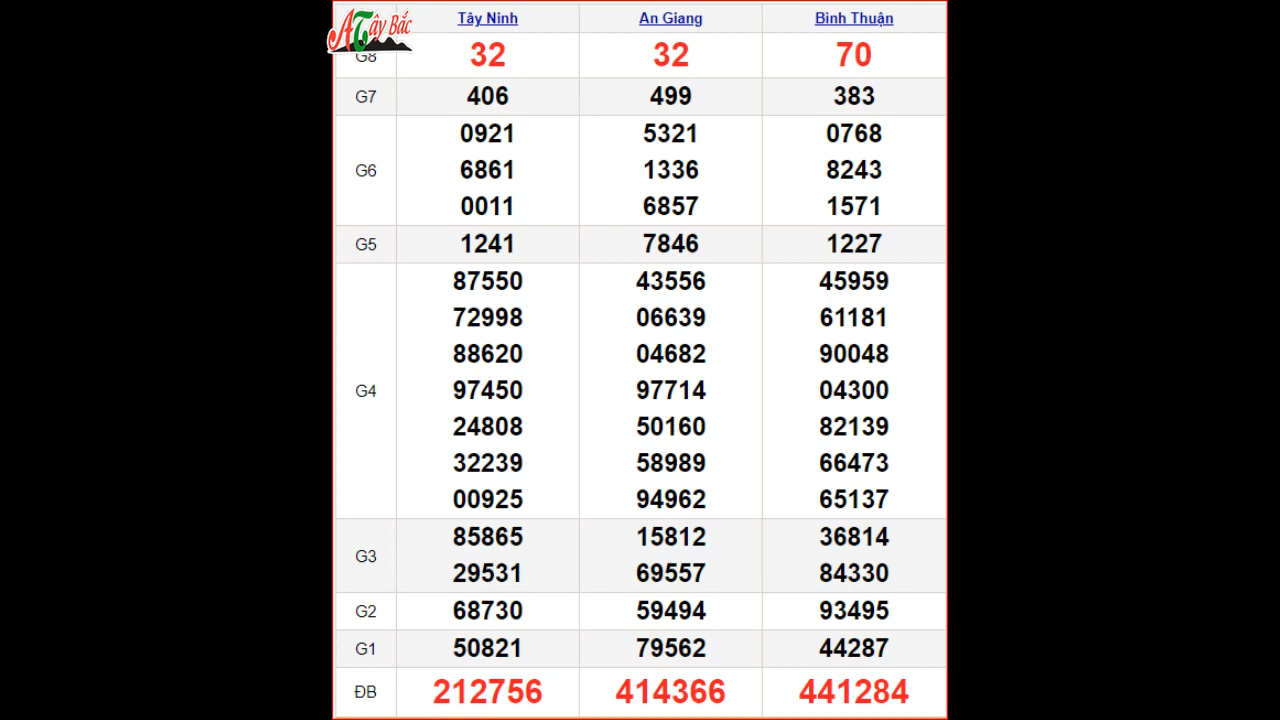 ATây Bắc
Tây Ninh An Giang Bình Thuận
G8 32 32 70
G7 406 499 383
0921 5321 0768
G6 6861 1336 8243
0011 6857 1571
G5 1241 7846 1227
87550 43556 45959
72998 06639 61181
88620 04682 90048
G4 97450 97714 04300
24808 50160 82139
32239 58989 66473
00925 94962 65137
G3 85865 15812 36814
29531 69557 84330
G2 68730 59494 93495
G1 50821 79562 44287
ĐB 212756 414366 441284